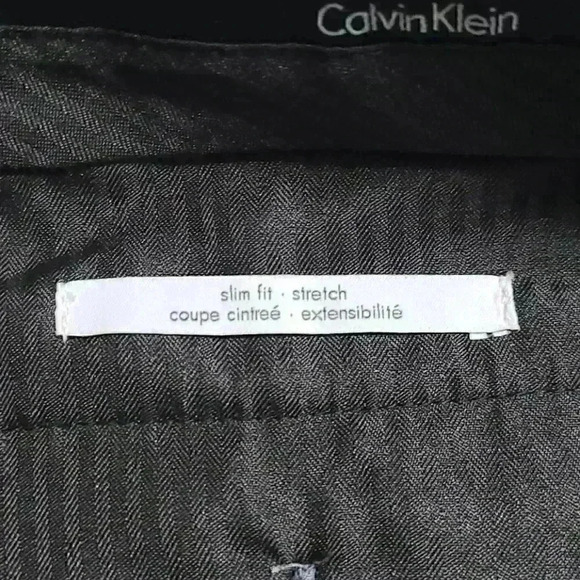 Calvin Klein
slim fit · stretch
coupe cintreé · extensibilité